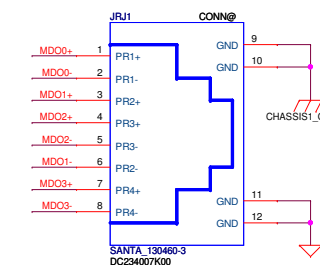 JRJ1 CONN@
MDO0+ 1 PR1+ GND 9
MDO0- 2 PR1- GND 10
MDO1+ 3 PR2+
MDO2+ 4 PR3+ CHASSIS1_
MDO2- 5 PR3-
MDO1- 6 PR2-
MDO3+ 7 PR4+ GND 11
MDO3- 8 PR4- GND 12
SANTA_130460-3
DC234007K00